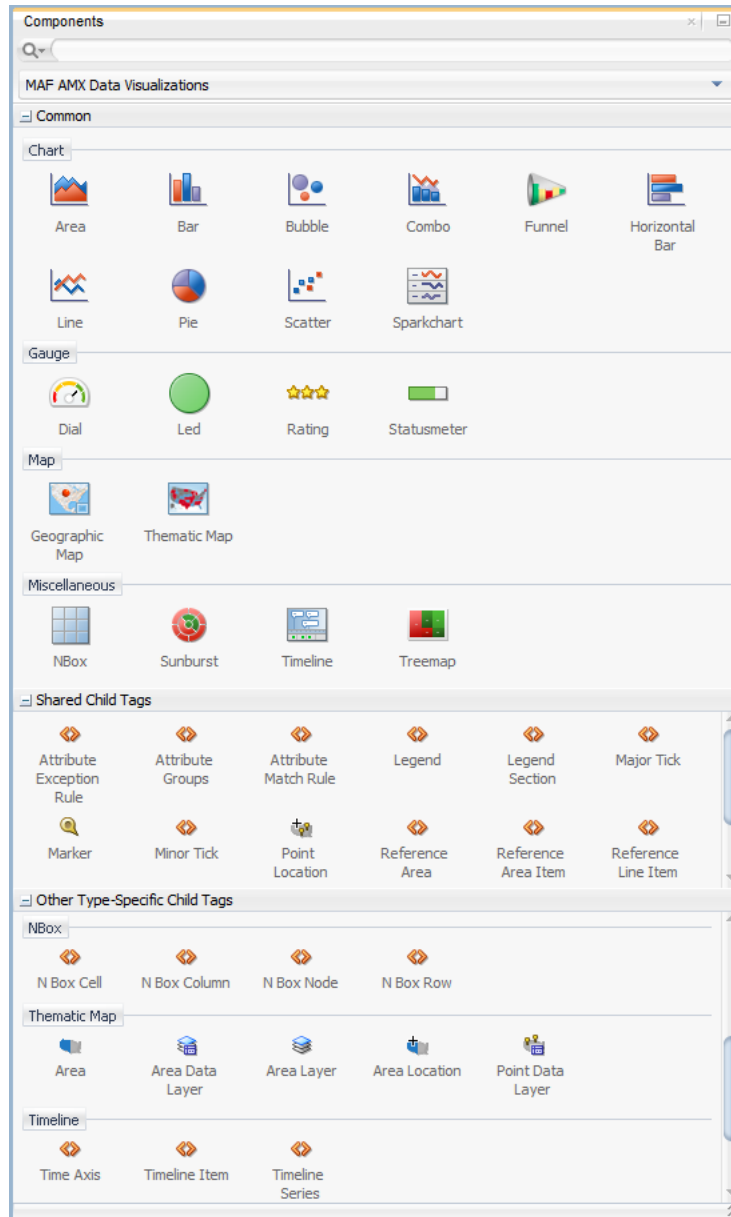 Components
MAF AMX Data Visualizations
Common
Chart
Area Bar Bubble Combo Funnel Horizontal
Bar
Line Pie Scatter Sparkchart
Gauge
Dial Led Rating Statusmeter
Map
Geographic Thematic Map
Map
Miscellaneous
NBox Sunburst Timeline Treemap
Shared Child Tags
Attribute Attribute Attribute Legend Legend Major Tick
Exception Groups Match Rule Section
Rule
Marker Minor Tick Point Reference Reference Reference
Location Area Area Item Line Item
Other Type-Specific Child Tags
NBox
N Box Cell N Box Column N Box Node N Box Row
Thematic Map
Area Area Data Area Layer Area Location Point Data
Layer Layer
Timeline
Time Axis Timeline Item Timeline
Series